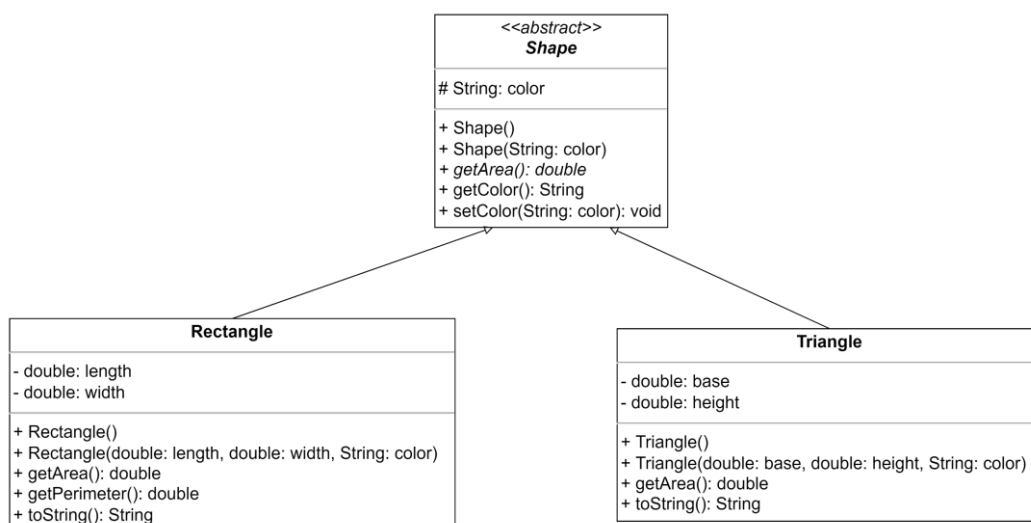 <<abstract>>
Shape
# String: color
+ Shape()
+ Shape(String: color)
+ getArea(): double
+ getColor(): String
+ setColor(String: color): void
Rectangle
- double: length
- double: width
+ Rectangle()
+ Rectangle(double: length, double: width, String: color)
+ getArea(): double
+ getPerimeter(): double
+ toString(): String
Triangle
- double: base
- double: height
+ Triangle()
+ Triangle(double: base, double: height, String: color)
+ getArea(): double
+ toString(): String